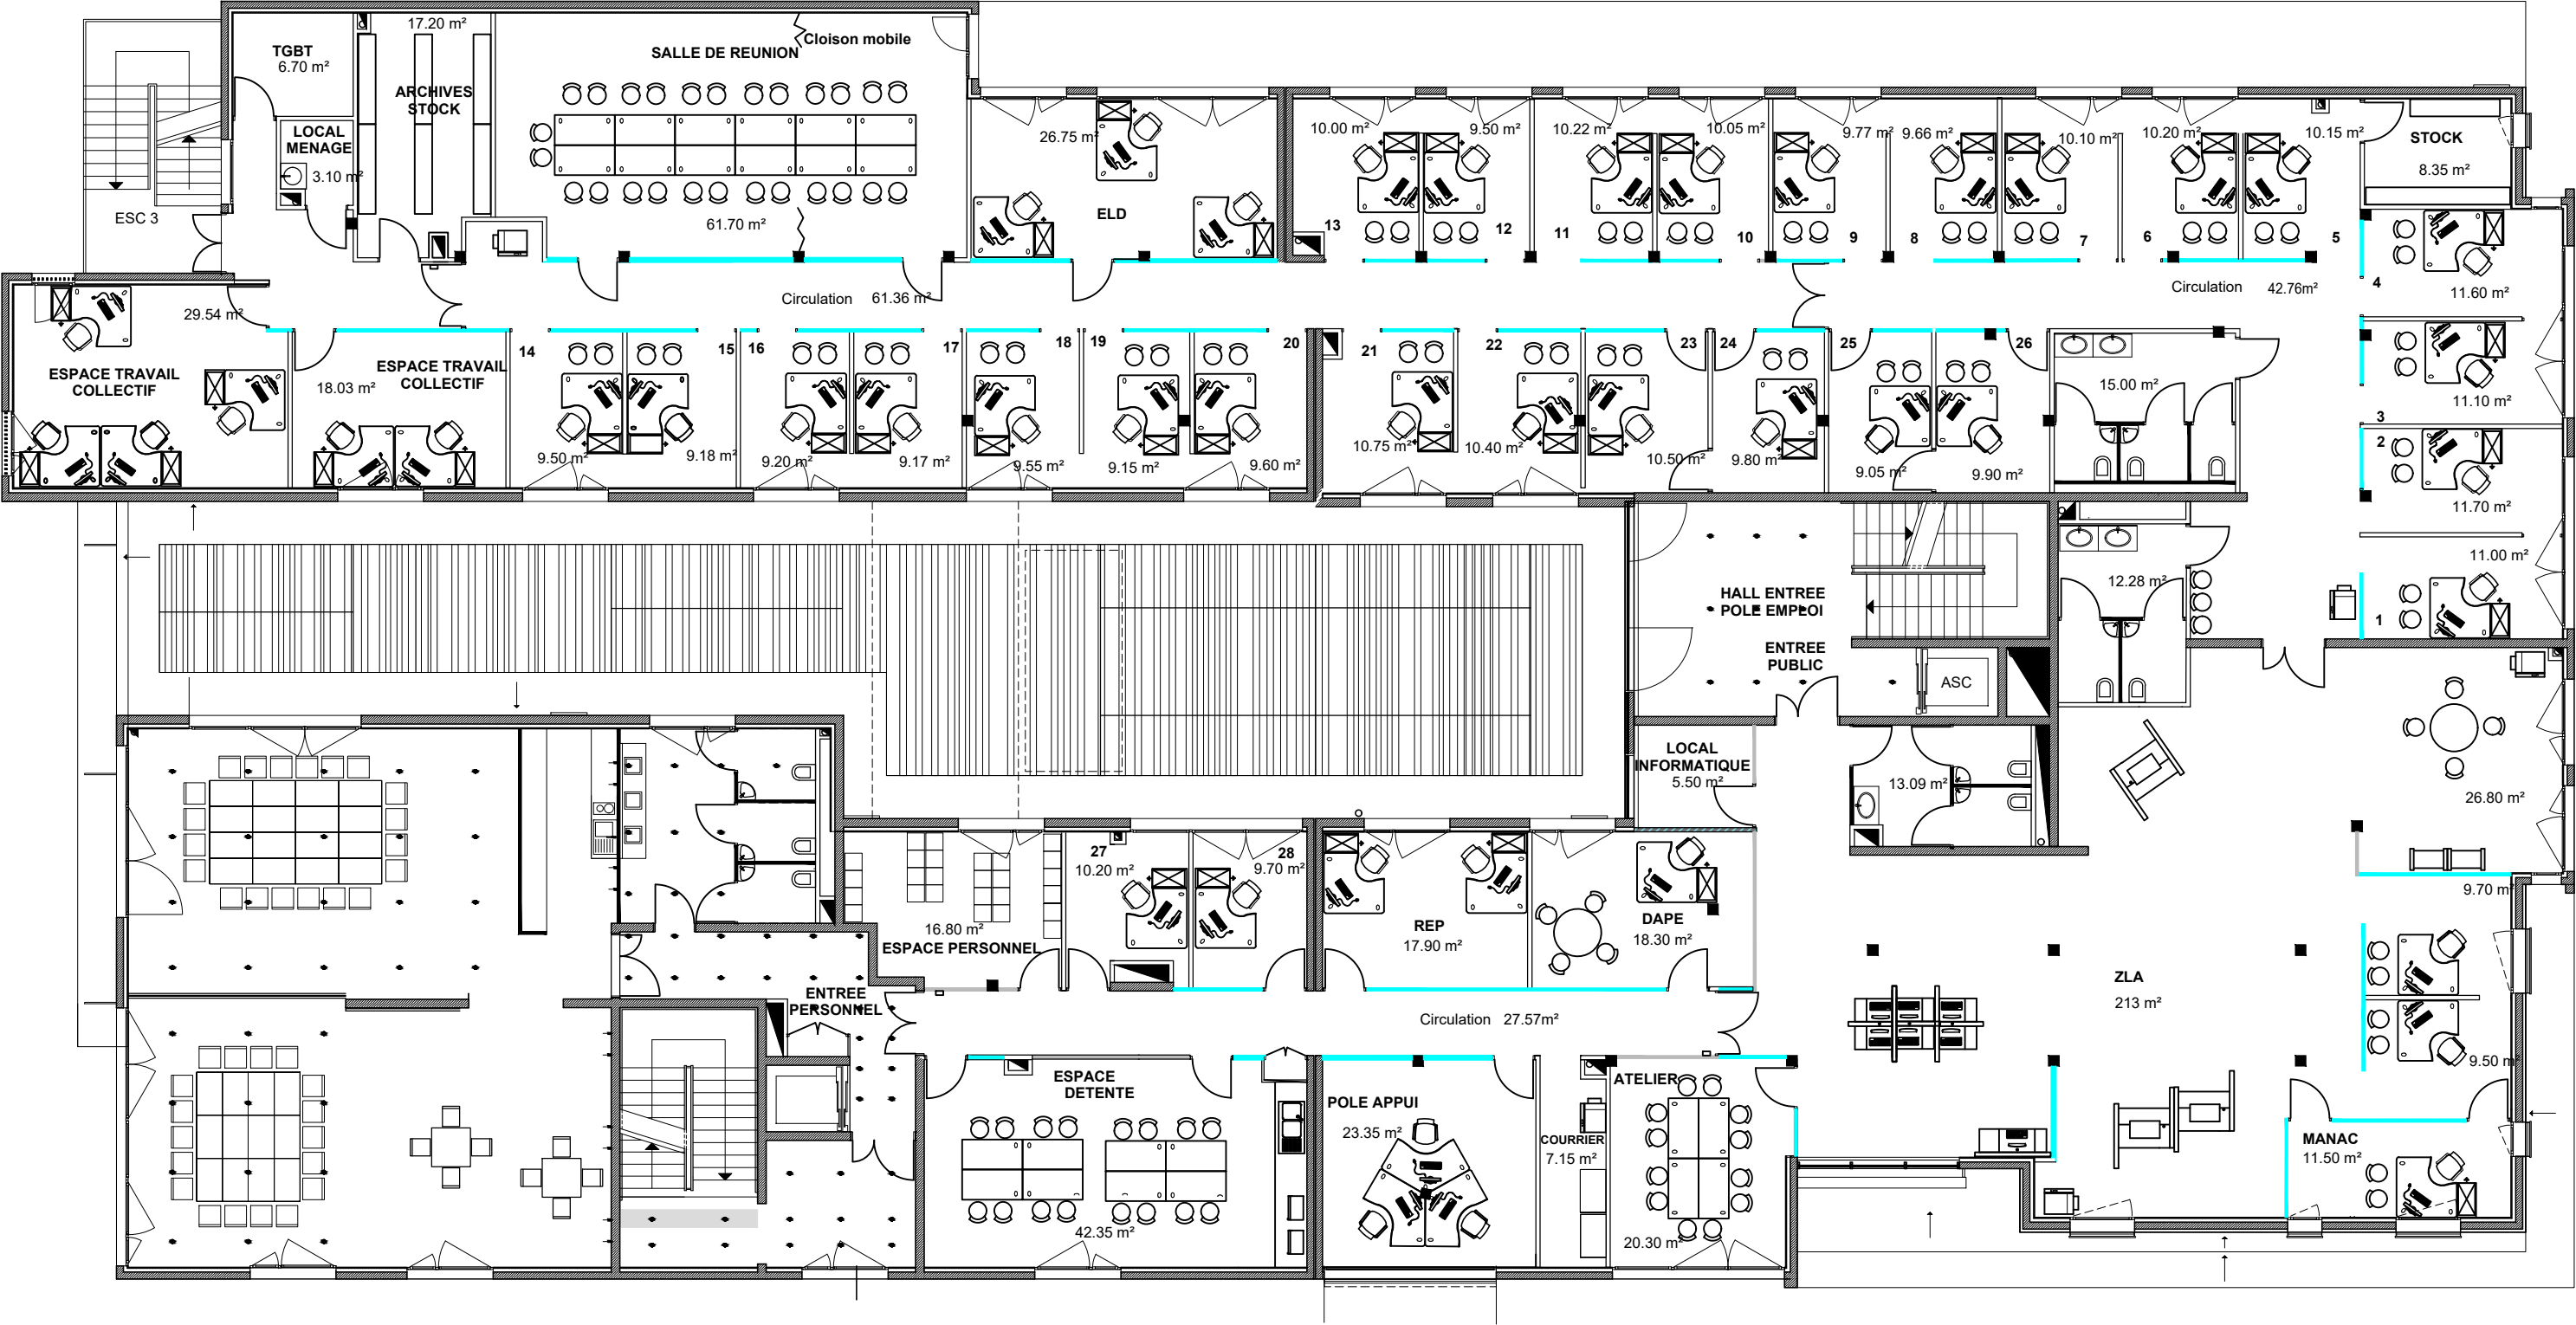 17.20 m²
TGBT
6.70 m²
SALLE DE REUNION
Cloison mobile
ARCHIVES
STOCK
LOCAL
MENAGE
3.10 m²
ESC 3
61.70 m²
26.75 m²
ELD
10.00 m²
9.50 m²
10.22 m²
10.05 m²
9.77 m²
9.66 m²
10.10 m²
10.20 m²
10.15 m²
STOCK
8.35 m²
13
12
11
10
9
8
7
6
5
4
11.60 m²
Circulation 61.36 m²
Circulation 42.76m²
29.54 m²
ESPACE TRAVAIL
COLLECTIF
18.03 m²
ESPACE TRAVAIL
COLLECTIF
14
15
16
17
18
19
20
21
22
23
24
25
26
9.50 m²
9.18 m²
9.20 m²
9.17 m²
9.55 m²
9.15 m²
9.60 m²
10.75 m²
10.40 m²
10.50 m²
9.80 m²
9.05 m²
9.90 m²
15.00 m²
11.10 m²
3
2
11.70 m²
11.00 m²
1
12.28 m²
HALL ENTREE
POLE EMPLOI
ENTREE
PUBLIC
ASC
LOCAL
INFORMATIQUE
5.50 m²
13.09 m²
26.80 m²
27
10.20 m²
28
9.70 m²
16.80 m²
ESPACE PERSONNEL
REP
17.90 m²
DAPE
18.30 m²
9.70 m²
ZLA
213 m²
9.50 m²
ENTREE
PERSONNEL
Circulation 27.57m²
ESPACE
DETENTE
42.35 m²
POLE APPUI
23.35 m²
COURRIER
7.15 m²
ATELIER
20.30 m²
MANAC
11.50 m²